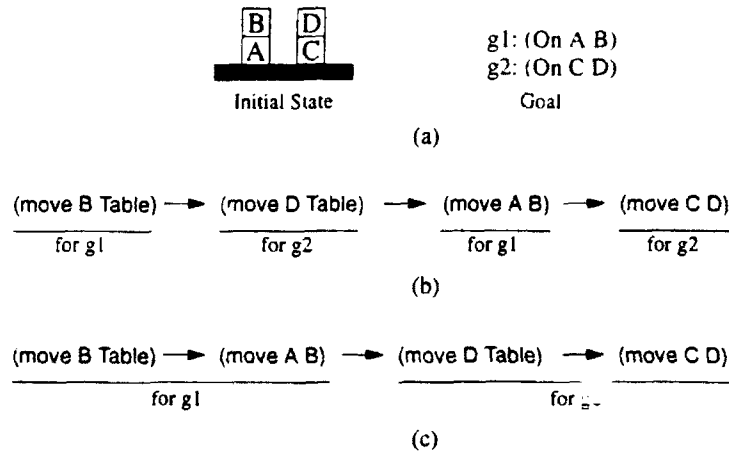 B D
A C
g1: (On A B)
g2: (On C D)
Initial State Goal
(a)
(move B Table) → (move D Table) → (move A B) → (move C D)
for g1 for g2 for g1 for g2
(b)
(move B Table) → (move A B) → (move D Table) → (move C D)
for g1 for
(c)